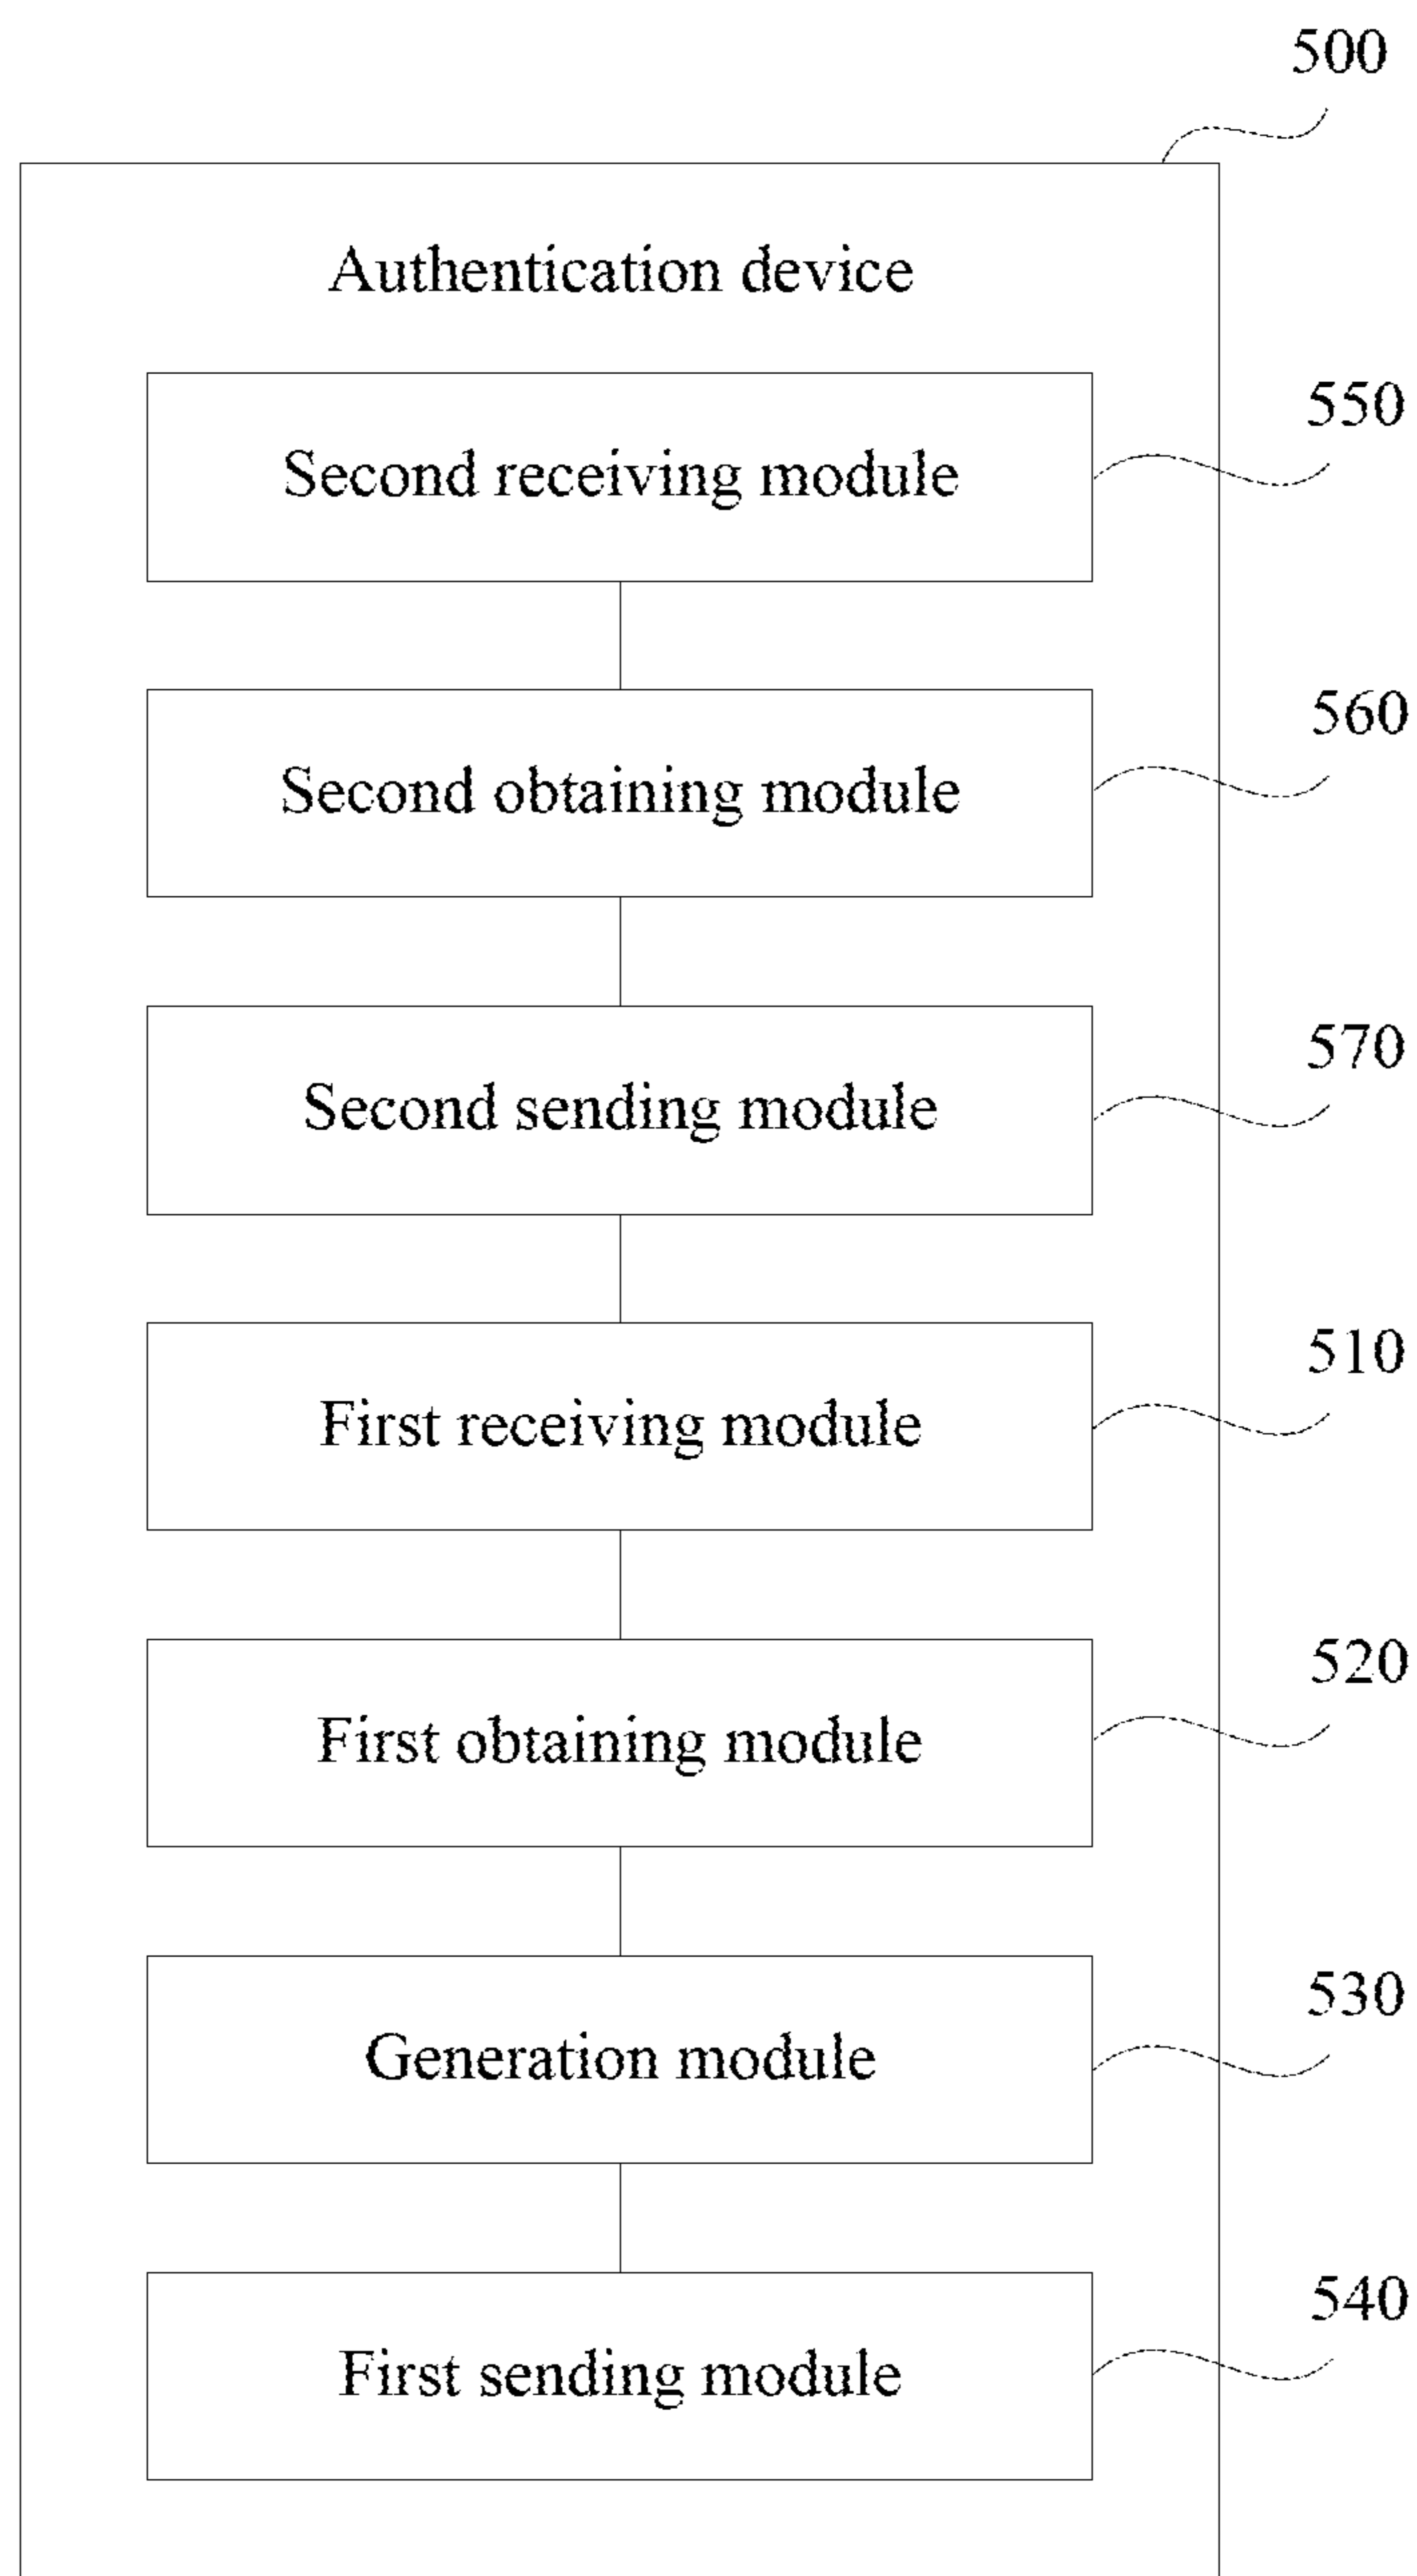 500
Authentication device
550
Second receiving module
560
Second obtaining module
570
Second sending module
510
First receiving module
520
First obtaining module
530
Generation module
540
First sending module